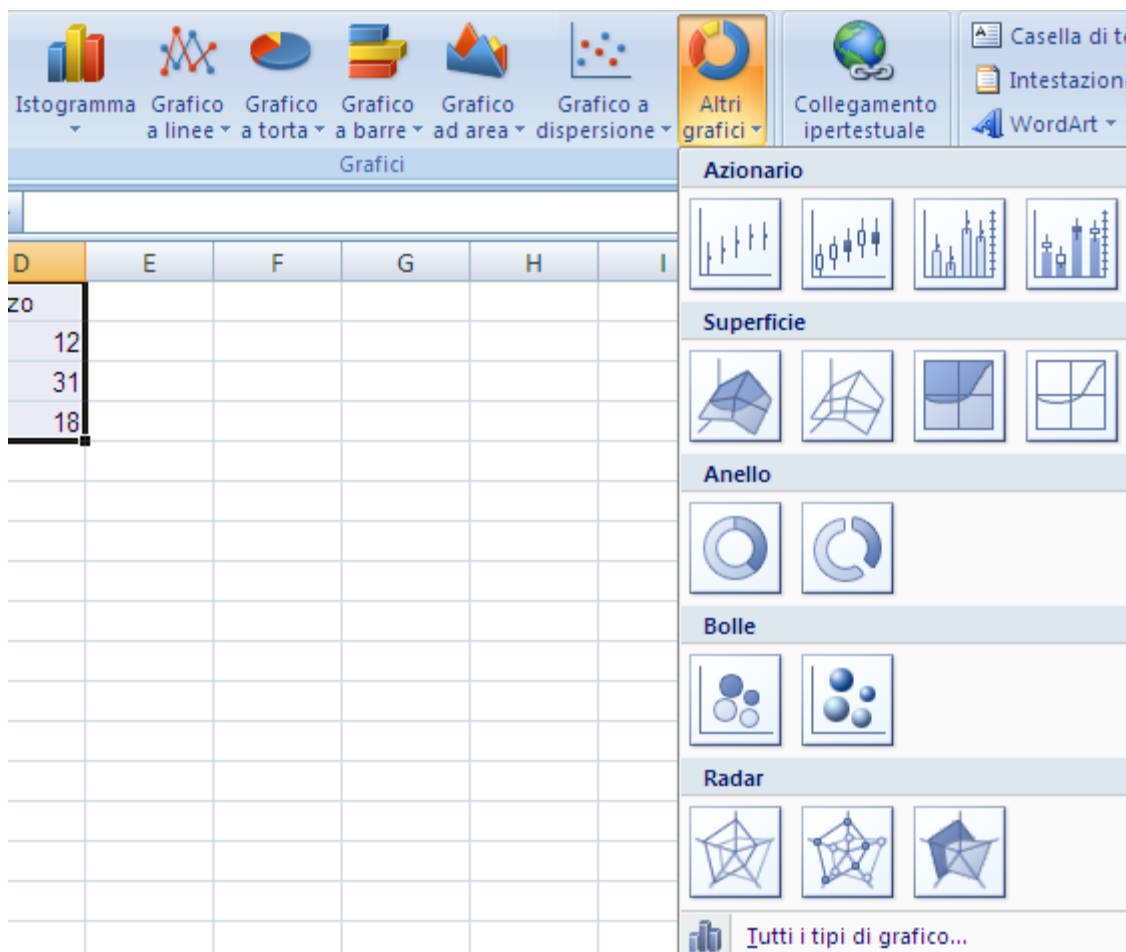 Istogramma
Grafico a linee
Grafico a torta
Grafico a barre
Grafico ad area
Grafico a dispersione
Altri grafici
Collegamento ipertestuale
Casella di
Intestazion
WordArt
Grafici
D E F G H I
zo
12
31
18
Azionario
Superficie
Anello
Bolle
Radar
Tutti i tipi di grafico...